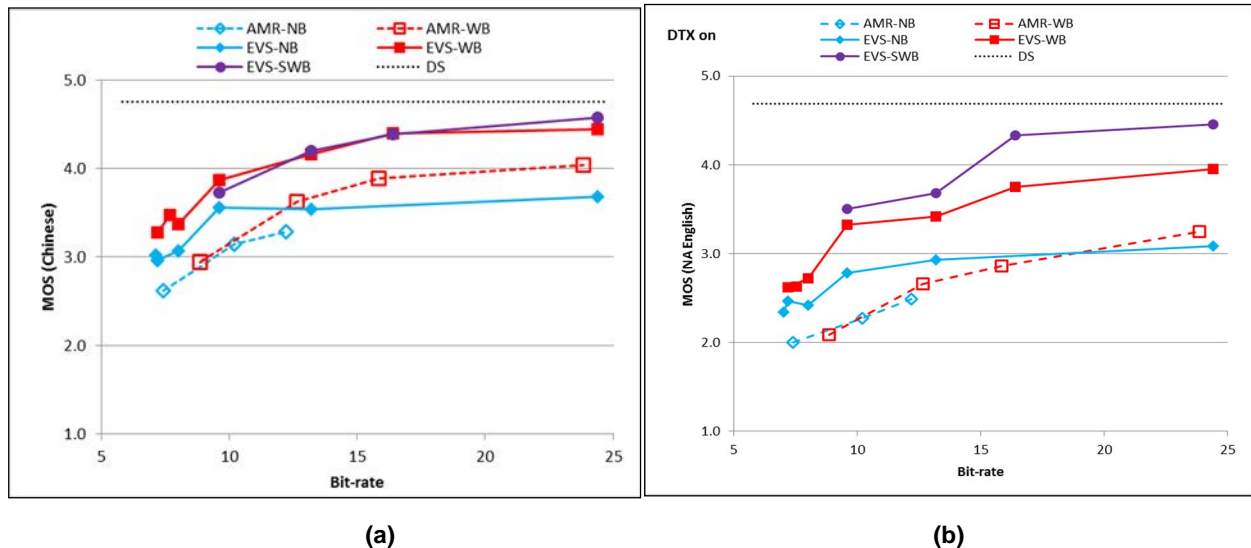 AMR-NB AMR-WB
EVS-NB EVS-WB
EVS-SWB DS
5.0
4.0
3.0
2.0
1.0
MOS (Chinese)
5 10 15 20 25
Bit-rate
(a)
DTX on
AMR-NB AMR-WB
EVS-NB EVS-WB
EVS-SWB DS
5.0
4.0
3.0
2.0
1.0
MOS (NA English)
5 10 15 20 25
Bit-rate
(b)